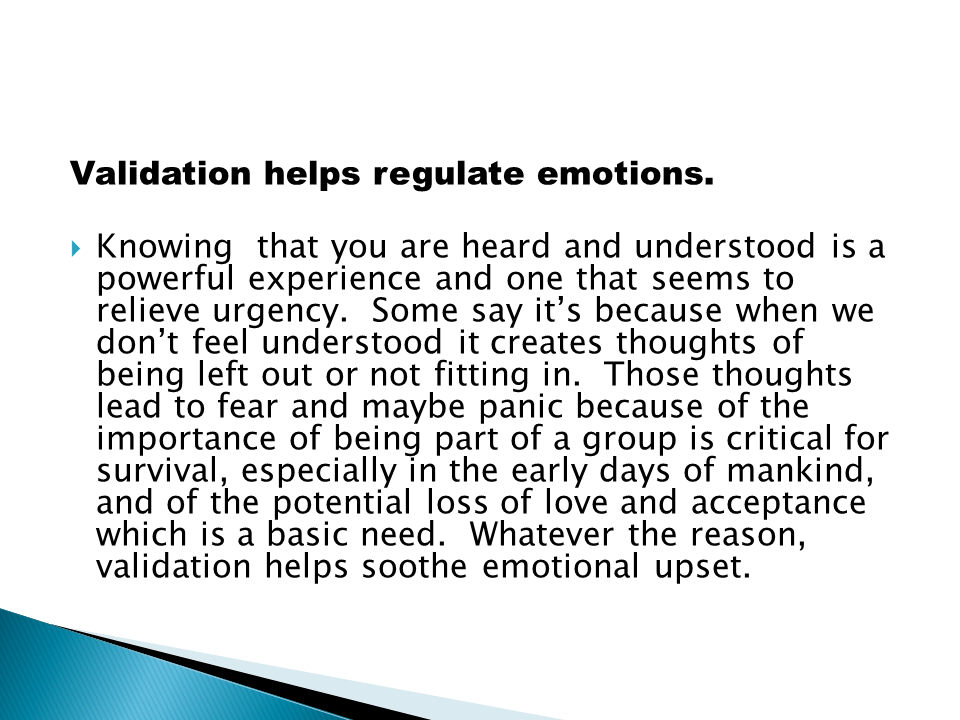 Validation helps regulate emotions.
Knowing  that you are heard and understood is a
powerful experience and one that seems to
relieve urgency.  Some say it’s because when we
don’t feel understood it creates thoughts of
being left out or not fitting in.  Those thoughts
lead to fear and maybe panic because of the
importance of being part of a group is critical for
survival, especially in the early days of mankind,
and of the potential loss of love and acceptance
which is a basic need.  Whatever the reason,
validation helps soothe emotional upset.